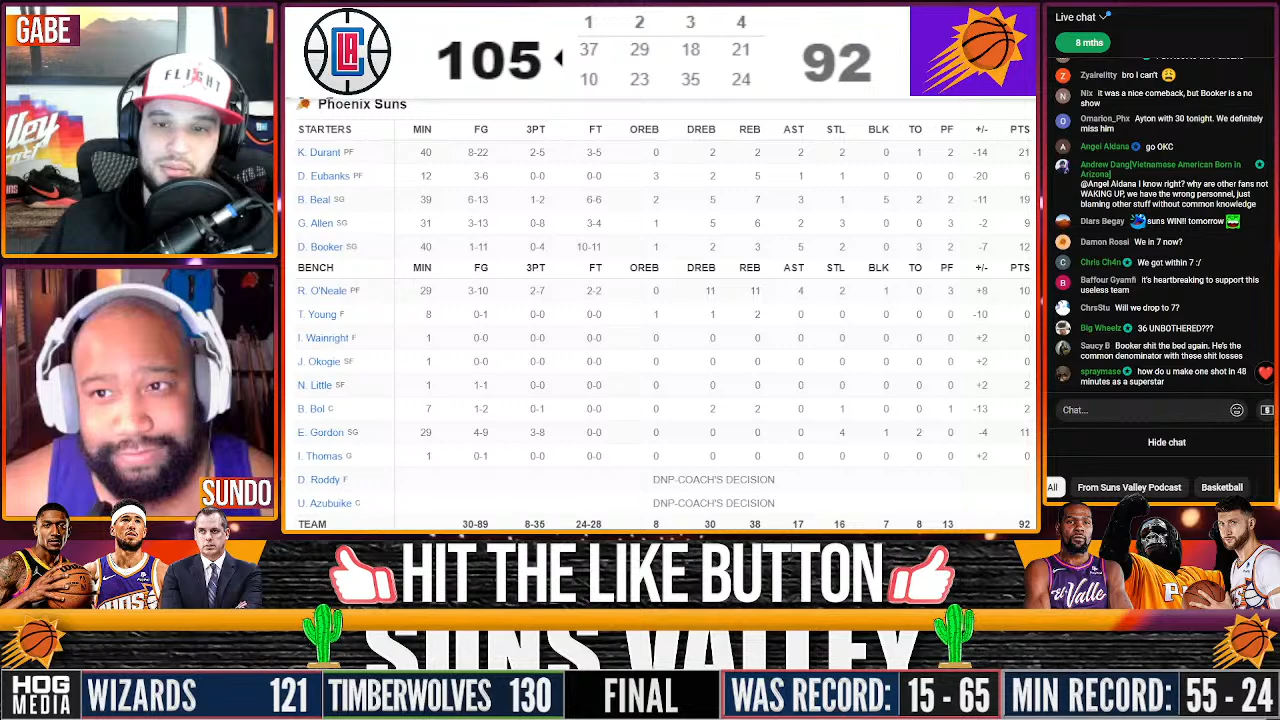 GABE
SUNDO
LA
105
1 2 3 4
37 29 18 21
10 23 35 24
92
Phoenix Suns
STARTERS MIN FG 3PT FT OREB DREB REB AST STL BLK TO PF +/- PTS
K. Durant PF 40 8-22 2-5 3-5 0 2 2 2 2 0 1 2 -14 21
D. Eubanks PF 12 3-6 0-0 0-0 3 2 5 1 1 0 0 0 -20 6
B. Beal SG 39 6-13 1-2 6-6 2 5 7 3 1 5 2 2 -11 19
G. Allen SG 31 3-13 0-8 3-4 1 5 6 2 3 0 0 3 -2 9
D. Booker SG 40 1-11 0-4 10-11 1 2 3 5 2 0 3 2 -7 12
BENCH MIN FG 3PT FT OREB DREB REB AST STL BLK TO PF +/- PTS
R. O'Neale PF 29 3-10 2-7 2-2 0 11 11 4 2 1 0 3 +8 10
T. Young F 8 0-1 0-0 0-0 1 1 2 0 0 0 0 0 -10 0
I. Wainright F 1 0-0 0-0 0-0 0 0 0 0 0 0 0 0 +2 0
J. Okogie SF 1 0-0 0-0 0-0 0 0 0 0 0 0 0 0 +2 0
N. Little SF 1 1-1 0-0 0-0 0 0 0 0 0 0 0 0 +2 2
B. Bol C 7 1-2 0-1 0-0 0 2 2 0 1 0 0 1 -13 2
E. Gordon SG 29 4-9 3-8 0-0 0 0 0 0 4 1 2 0 -4 11
I. Thomas G 1 0-1 0-0 0-0 0 0 0 0 0 0 0 0 +2 0
D. Roddy F DNP-COACH'S DECISION
U. Azubuike C DNP-COACH'S DECISION
TEAM 30-89 8-35 24-28 8 30 38 17 16 7 8 13 92
Live chat
8 mths
Zyairelitty bro I can't
Nix it was a nice comeback, but Booker is a no
show
Omarion_Phx Ayton with 30 tonight. We definitely
miss him
Angel Aldana go OKC
Andrew Dang[Vietnamese American Born in
Arizona]
@Angel Aldana I know right? why are other fans not
WAKING UP, we have the wrong personnel, just
blaming other stuff without common knowledge
DIars Begay suns WIN!! tomorrow
Damon Rossi We in 7 now?
Chris Ch4n We got within 7 :/
Baffour Gyamfi it's heartbreaking to support this
useless team
ChrsStu Will we drop to 7?
Big Wheelz 36 UNBOTHERED???
Saucy B Booker shit the bed again. He's the
common denominator with these shit losses
spraymase how do u make one shot in 48
minutes as a superstar
Chat...
Hide chat
All From Suns Valley Podcast Basketball
HIT THE LIKE BUTTON
SUNS VALLEY
HOG
MEDIA
WIZARDS 121 TIMBERWOLVES 130 FINAL WAS RECORD: 15 - 65 MIN RECORD: 55 - 24